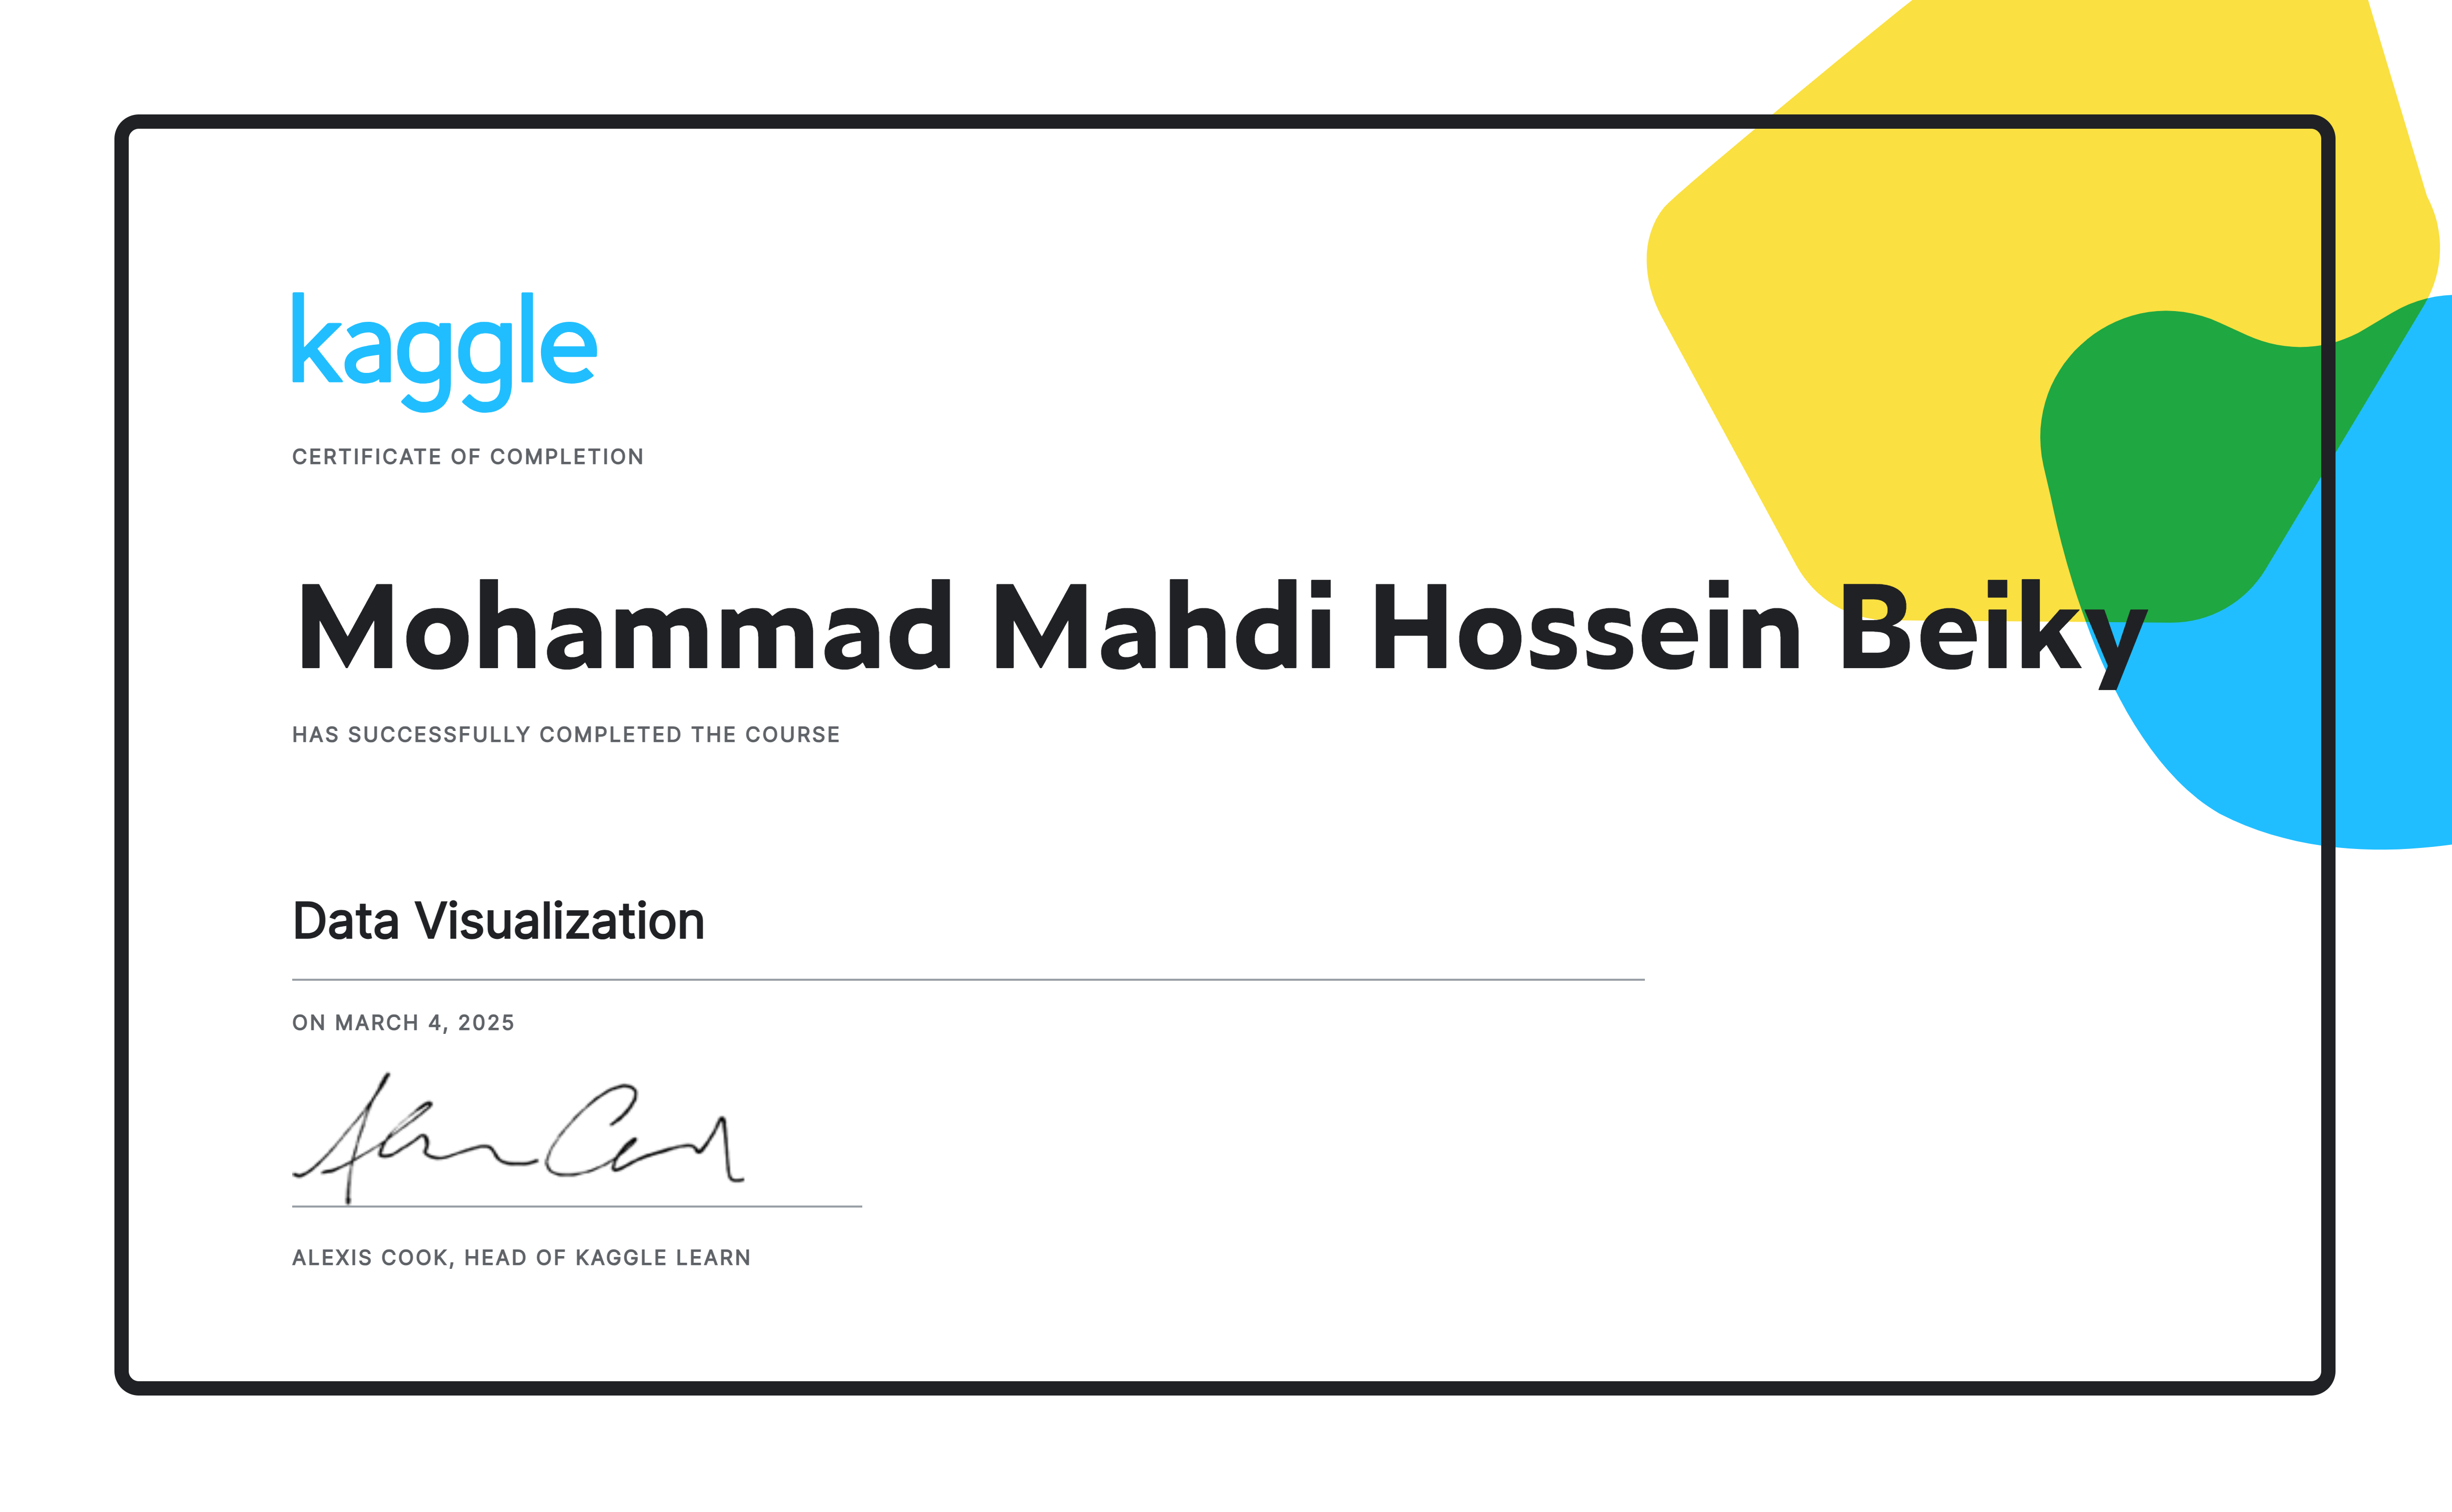 kaggle
CERTIFICATE OF COMPLETION
Mohammad Mahdi Hossein Beiky
HAS SUCCESSFULLY COMPLETED THE COURSE
Data Visualization
ON MARCH 4, 2025
ALEXIS COOK, HEAD OF KAGGLE LEARN